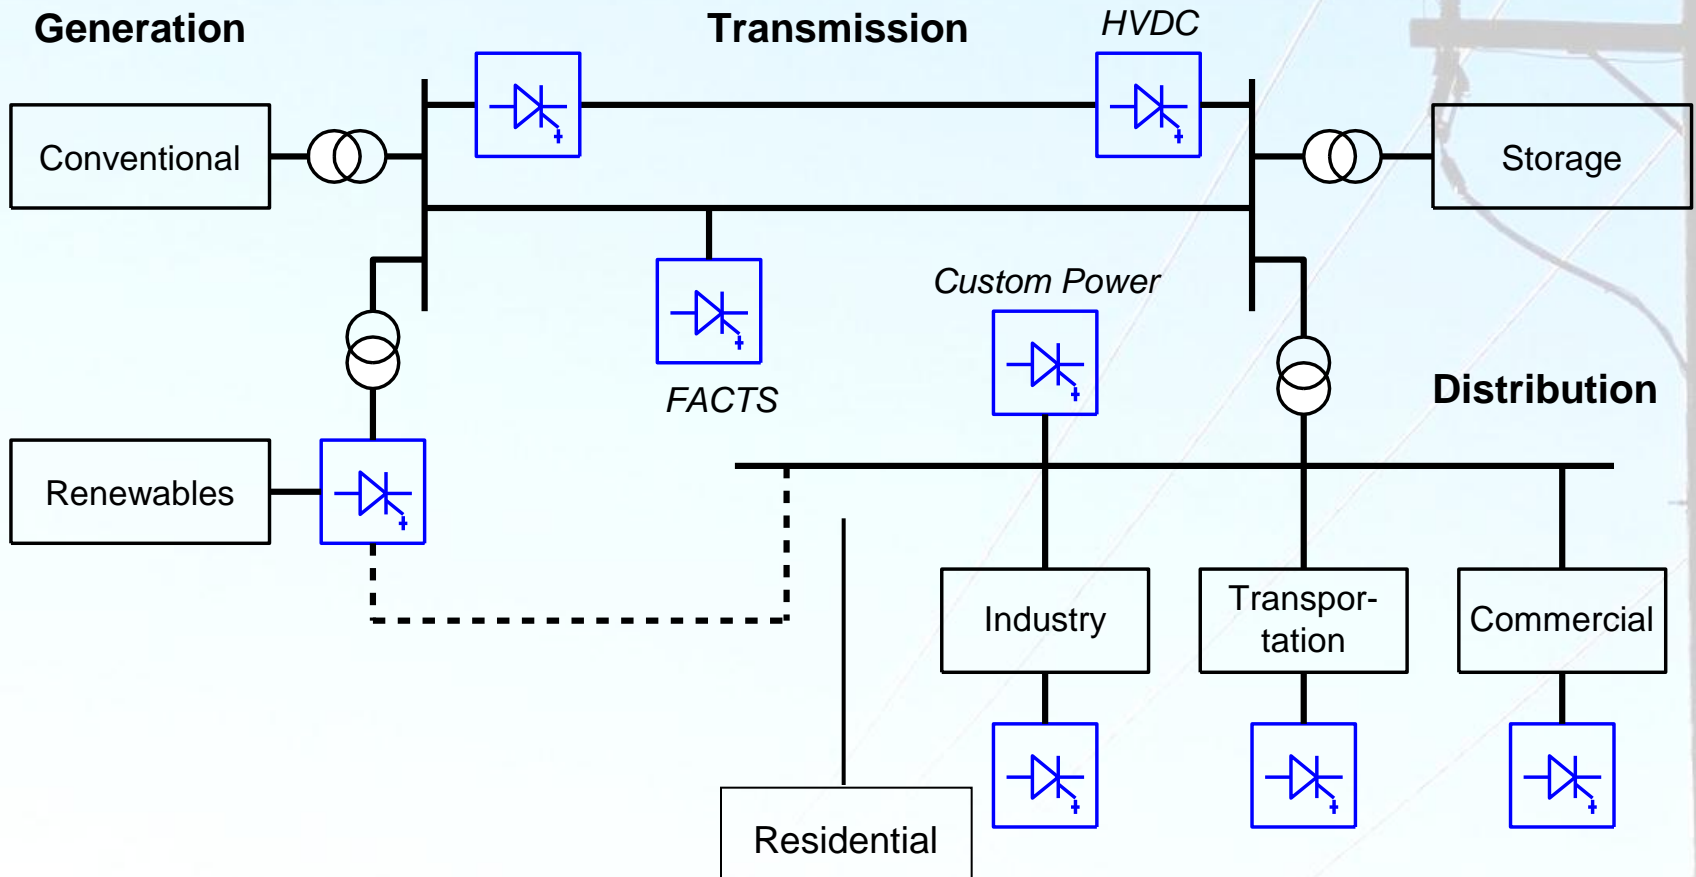 Generation
Transmission
HVDC
Conventional
Storage
Custom Power
FACTS
Distribution
Renewables
Industry
Transpor-
tation
Commercial
Residential